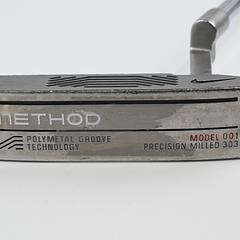 METHOD
POLYMETAL GROOVE
TECHNOLOGY
MODEL 001
PRECISION MILLED 303